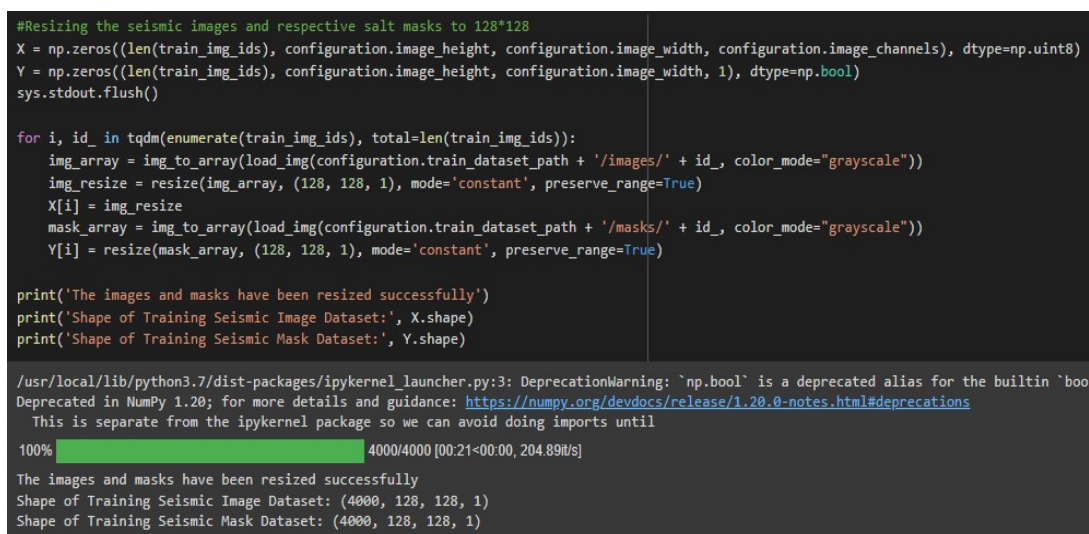 #Resizing the seismic images and respective salt masks to 128*128
X = np.zeros((len(train_img_ids), configuration.image_height, configuration.image_width, configuration.image_channels), dtype=np.uint8)
Y = np.zeros((len(train_img_ids), configuration.image_height, configuration.image_width, 1), dtype=np.bool)
sys.stdout.flush()
for i, id_ in tqdm(enumerate(train_img_ids), total=len(train_img_ids)):
    img_array = img_to_array(load_img(configuration.train_dataset_path + '/images/' + id_, color_mode="grayscale"))
    img_resize = resize(img_array, (128, 128, 1), mode='constant', preserve_range=True)
    X[i] = img_resize
    mask_array = img_to_array(load_img(configuration.train_dataset_path + '/masks/' + id_, color_mode="grayscale"))
    Y[i] = resize(mask_array, (128, 128, 1), mode='constant', preserve_range=True)
print('The images and masks have been resized successfully')
print('Shape of Training Seismic Image Dataset:', X.shape)
print('Shape of Training Seismic Mask Dataset:', Y.shape)
/usr/local/lib/python3.7/dist-packages/ipykernel_launcher.py:3: DeprecationWarning: `np.bool` is a deprecated alias for the builtin `boo
Deprecated in NumPy 1.20; for more details and guidance: https://numpy.org/devdocs/release/1.20.0-notes.html#deprecations
  This is separate from the ipykernel package so we can avoid doing imports until
100% 4000/4000 [00:21<00:00, 204.89it/s]
The images and masks have been resized successfully
Shape of Training Seismic Image Dataset: (4000, 128, 128, 1)
Shape of Training Seismic Mask Dataset: (4000, 128, 128, 1)